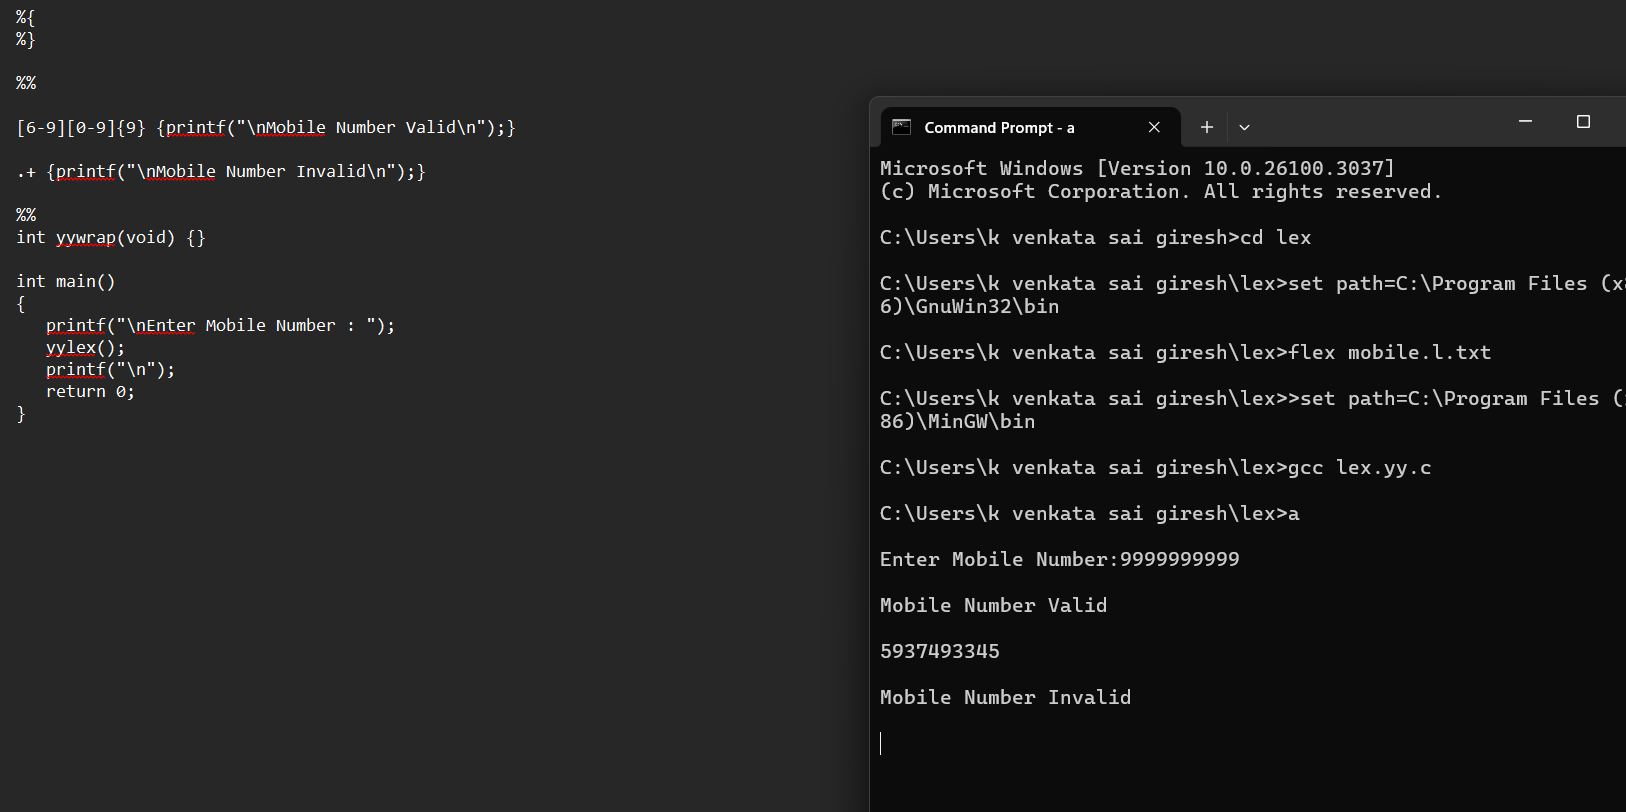 %{
%}
%%
[6-9][0-9]{9} {printf("\nMobile Number Valid\n");}
.+ {printf("\nMobile Number Invalid\n");}
%%
int yywrap(void) {}
int main()
{
printf("\nEnter Mobile Number : ");
yylex();
printf("\n");
return 0;
}
Command Prompt - a
Microsoft Windows [Version 10.0.26100.3037]
(c) Microsoft Corporation. All rights reserved.
C:\Users\k venkata sai giresh>cd lex
C:\Users\k venkata sai giresh\lex>set path=C:\Program Files (x8
6)\GnuWin32\bin
C:\Users\k venkata sai giresh\lex>flex mobile.l.txt
C:\Users\k venkata sai giresh\lex>>set path=C:\Program Files (x
86)\MinGW\bin
C:\Users\k venkata sai giresh\lex>gcc lex.yy.c
C:\Users\k venkata sai giresh\lex>a
Enter Mobile Number:9999999999
Mobile Number Valid
5937493345
Mobile Number Invalid